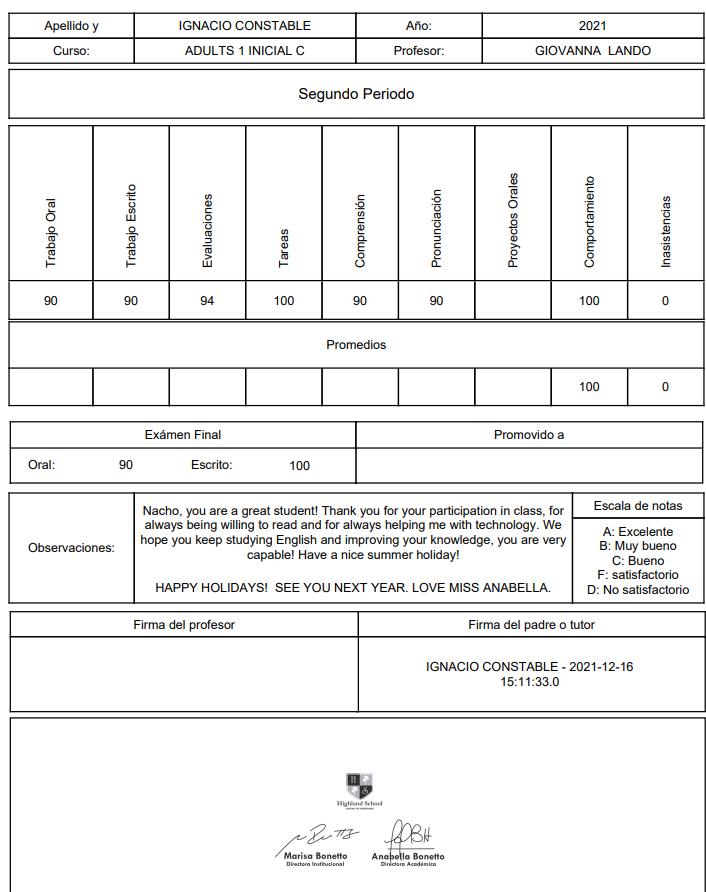 Apellido y IGNACIO CONSTABLE Año: 2021
Curso: ADULTS 1 INICIAL C Profesor: GIOVANNA LANDO
Segundo Periodo
Trabajo Oral
Trabajo Escrito
Evaluaciones
Tareas
Comprensión
Pronunciación
Proyectos Orales
Comportamiento
Inasistencias
90 90 94 100 90 90 100 0
Promedios
100 0
Exámen Final Promovido a
Oral: 90 Escrito: 100
Observaciones:
Nacho, you are a great student! Thank you for your participation in class, for
always being willing to read and for always helping me with technology. We
hope you keep studying English and improving your knowledge, you are very
capable! Have a nice summer holiday!
HAPPY HOLIDAYS! SEE YOU NEXT YEAR. LOVE MISS ANABELLA.
Escala de notas
A: Excelente
B: Muy bueno
C: Bueno
F: satisfactorio
D: No satisfactorio
Firma del profesor Firma del padre o tutor
IGNACIO CONSTABLE - 2021-12-16
15:11:33.0
H
S
Highland School
Marisa Bonetto Anabella Bonetto
Directora Institucional Directora Académica